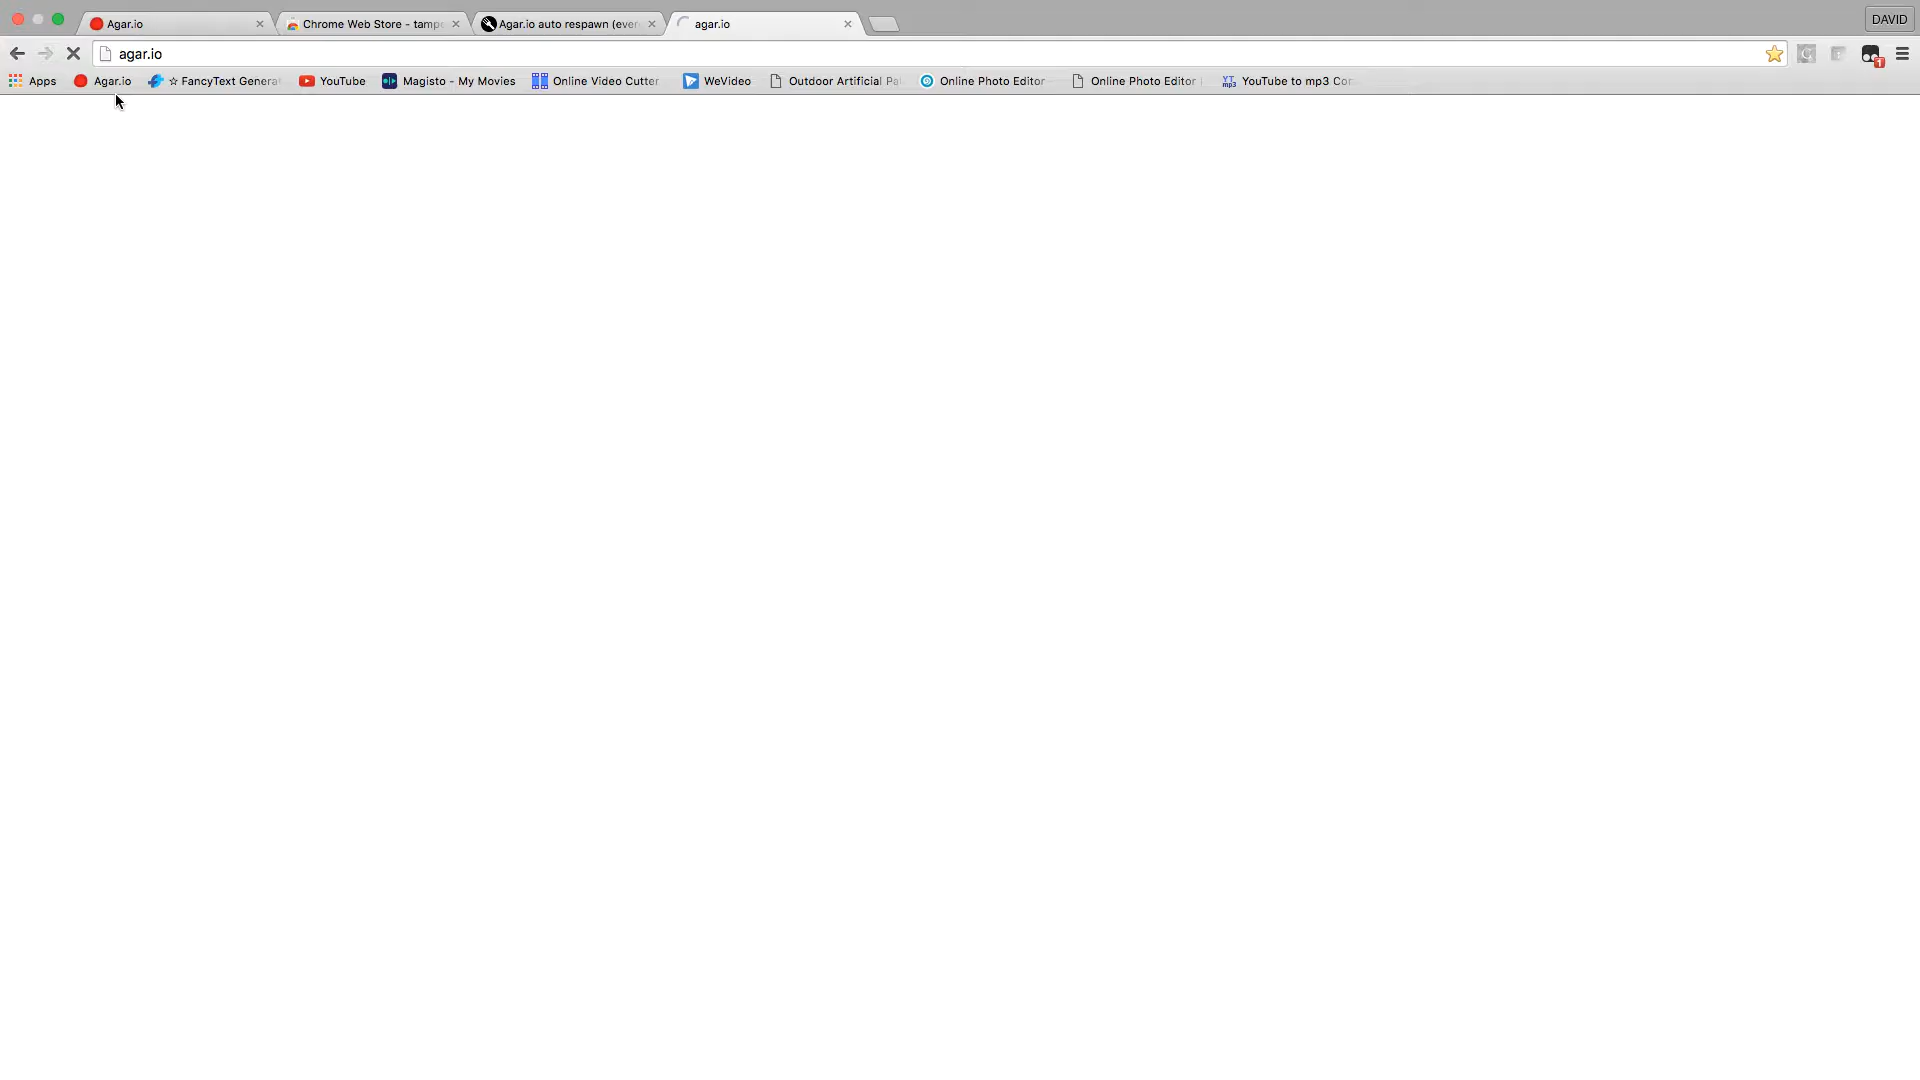 Agar.io
Chrome Web Store - tamp
Agar.io auto respawn (ever
agar.io
DAVID
agar.io
Apps
Agar.io
☆ FancyText Genera
YouTube
Magisto - My Movies
Online Video Cutter
WeVideo
Outdoor Artificial Pa
Online Photo Editor
Online Photo Editor
YouTube to mp3 Con
1